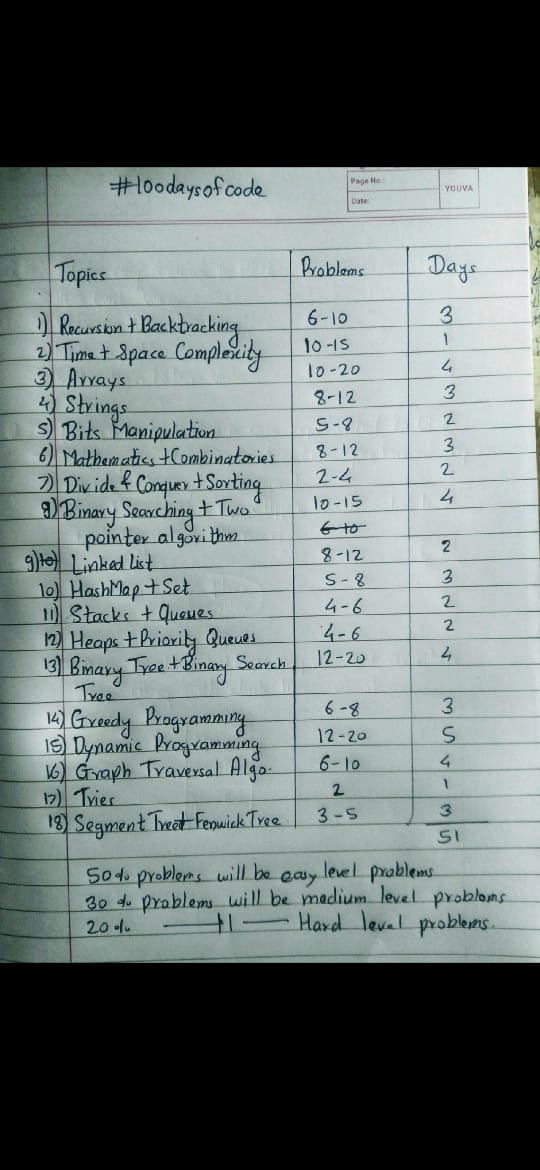 #100daysofcode
Page No.:
YOUVA
Date:
Topics Problems Days
1) Recursion + Backtracking 6-10 3
2) Time + Space Complexity 10-15 1
3) Arrays 10-20 4
4) Strings 8-12 3
5) Bits Manipulation 5-8 2
6) Mathematics + Combinatories 8-12 3
7) Divide & Conquer + Sorting 2-4 2
8) Binary Searching + Two 10-15 4
pointer algorithm 6-10
9) 10) Linked list 8-12 2
10) HashMap + Set 5-8 3
11) Stacks + Queues 4-6 2
12) Heaps + Priority Queues 4-6 2
13) Binary Tree + Binary Search 12-20 4
Tree
14) Greedy Programming 6-8 3
15) Dynamic Programming 12-20 5
16) Graph Traversal Algo. 6-10 4
17) Tries 2 1
18) Segment Tree + Fenwick Tree 3-5 3
51
50% problems will be easy level problems
30% problems will be medium level problems
20% —〃— Hard level problems.